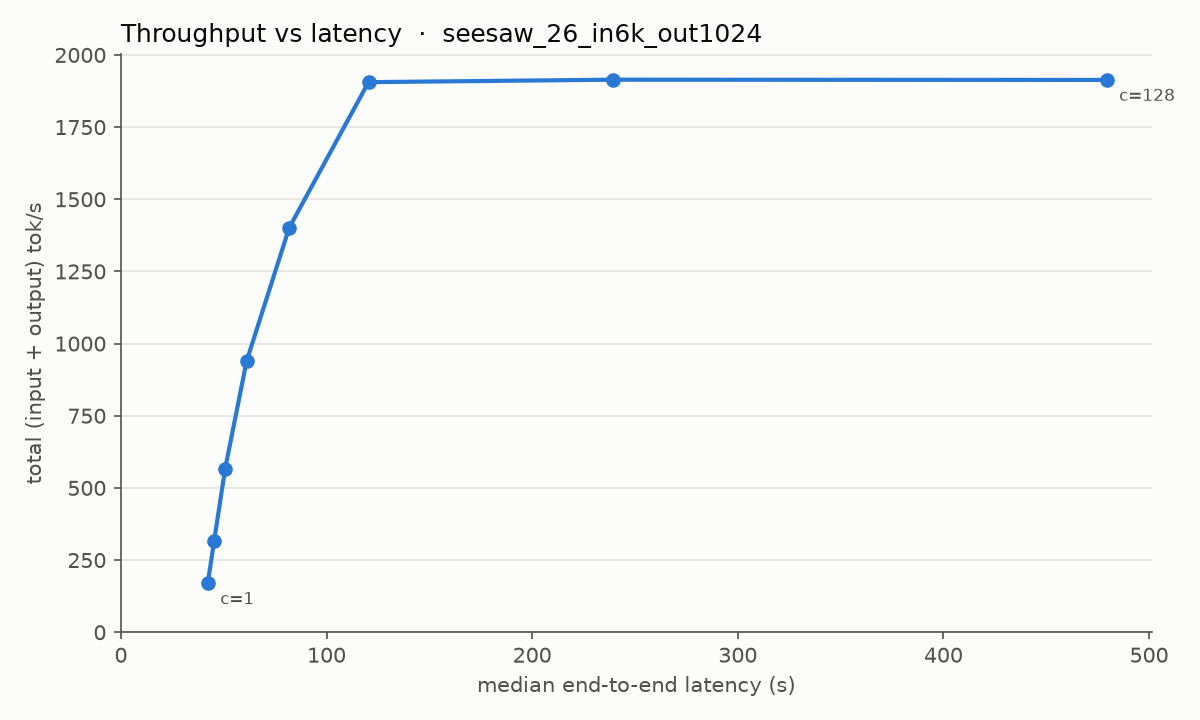 Throughput vs latency · seesaw_26_in6k_out1024
total (input + output) tok/s
2000
1750
1500
1250
1000
750
500
250
0
c=128
c=1
0 100 200 300 400 500
median end-to-end latency (s)